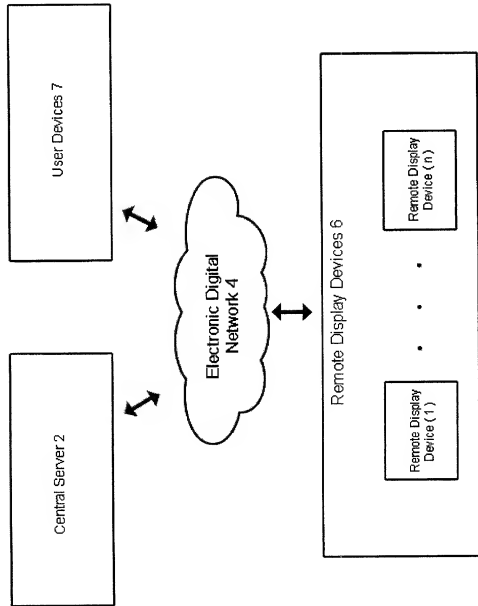 Central Server 2
User Devices 7
Electronic Digital
Network 4
Remote Display Devices 6
Remote Display
Device (1)
Remote Display
Device (n)